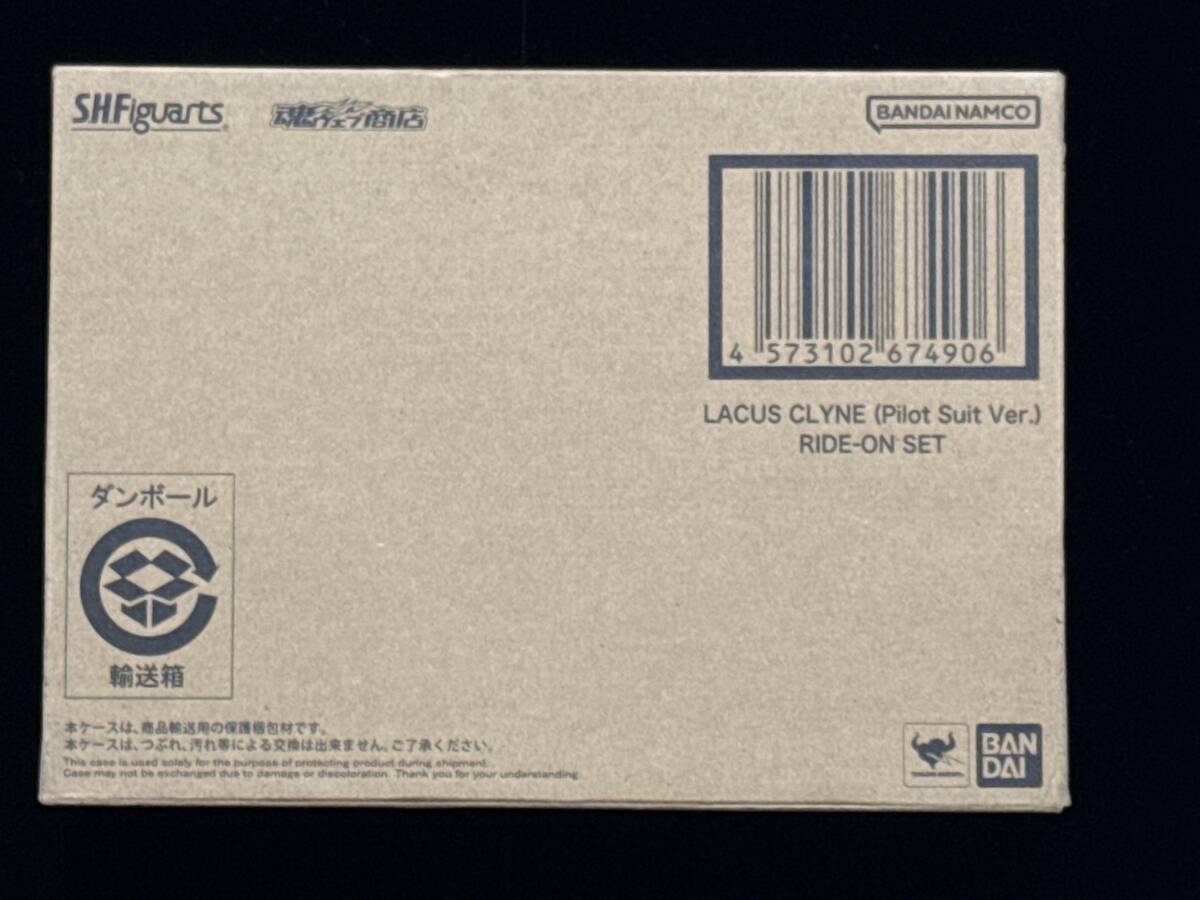 S.H.Figuarts
魂ウェブ商店
BANDAI NAMCO
4 573102 674906
LACUS CLYNE (Pilot Suit Ver.)
RIDE-ON SET
ダンボール
輸送箱
本ケースは、商品輸送用の保護梱包材です。
本ケースは、つぶれ、汚れ等による交換は出来ません。ご了承ください。
This case is used solely for the purpose of protecting product during shipment.
Case may not be exchanged due to damage or discoloration. Thank you for your understanding.
BAN
DAI